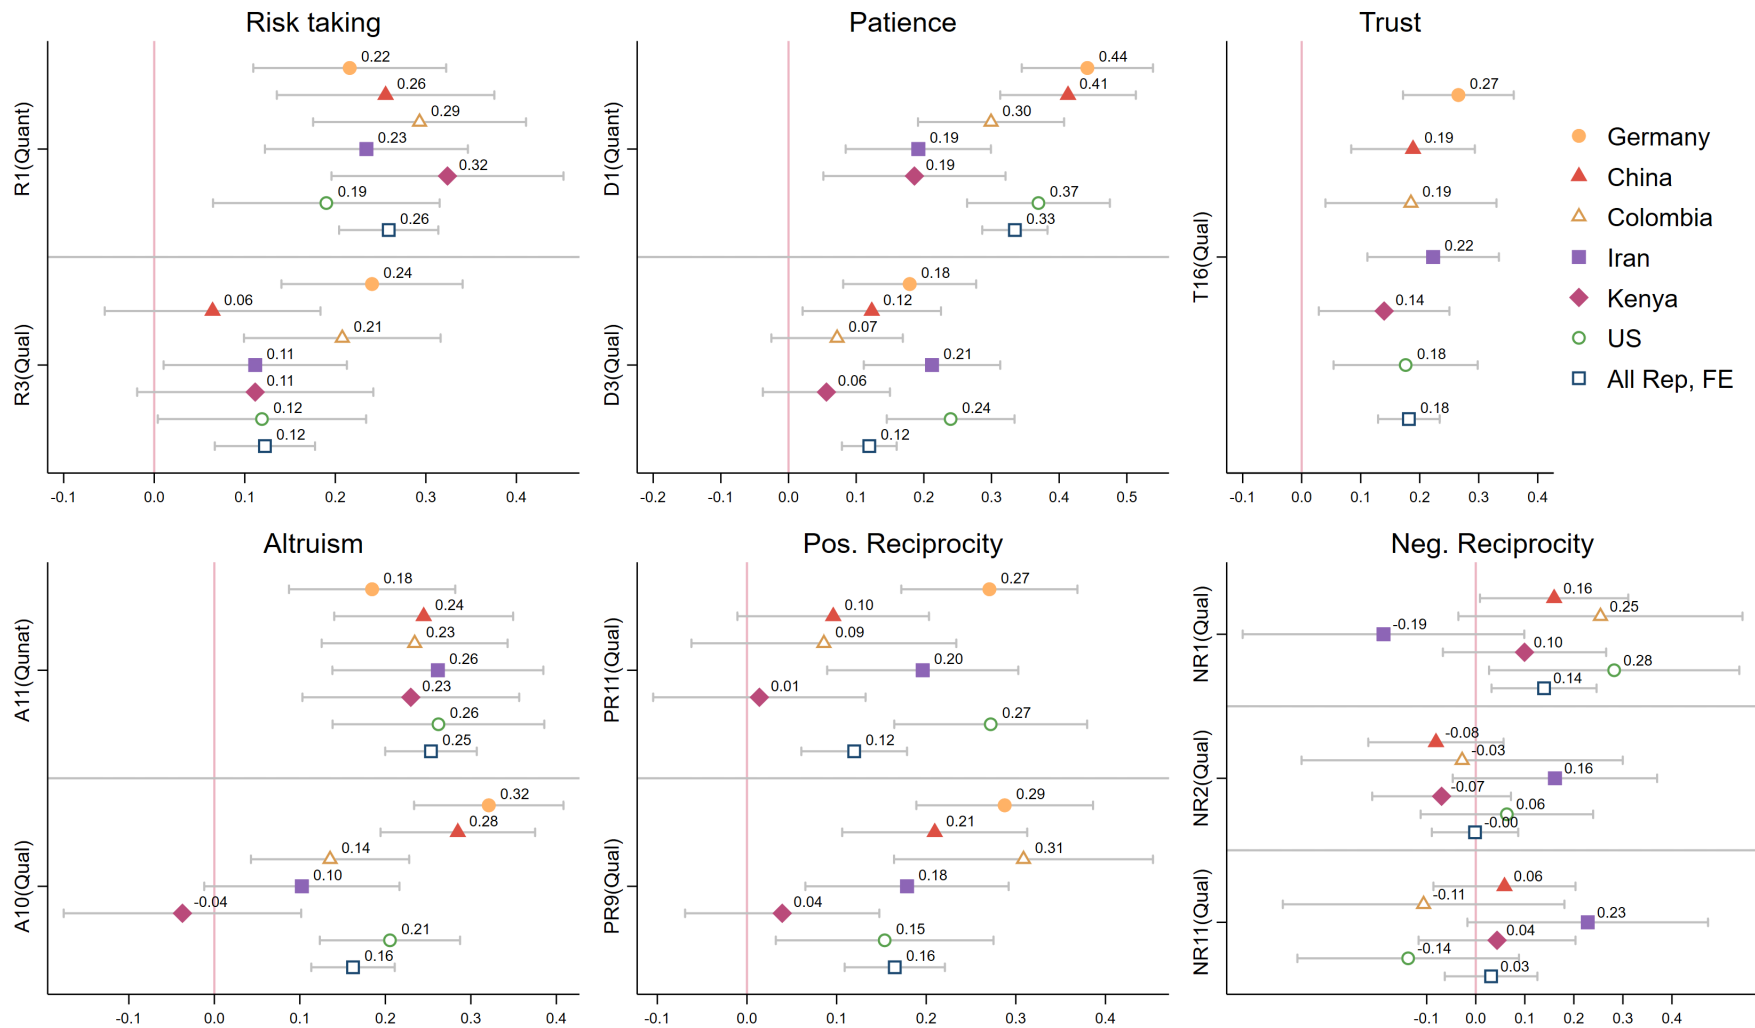 Risk taking
R1(Quant)
0.22
0.26
0.29
0.23
0.32
0.19
0.26
R3(Qual)
0.24
0.06
0.21
0.11
0.11
0.12
0.12
-0.1 0.0 0.1 0.2 0.3 0.4
Patience
D1(Quant)
0.44
0.41
0.30
0.19
0.19
0.37
0.33
D3(Qual)
0.18
0.12
0.07
0.21
0.06
0.24
0.12
-0.2 -0.1 0.0 0.1 0.2 0.3 0.4 0.5
Trust
T16(Qual)
0.27
0.19
0.19
0.22
0.14
0.18
0.18
-0.1 0.0 0.1 0.2 0.3 0.4
Germany
China
Colombia
Iran
Kenya
US
All Rep, FE
Altruism
A11(Qunat)
0.18
0.24
0.23
0.26
0.23
0.26
0.25
A10(Qual)
0.32
0.28
0.14
0.10
-0.04
0.21
0.16
-0.1 0.0 0.1 0.2 0.3 0.4
Pos. Reciprocity
PR11(Qual)
0.27
0.10
0.09
0.20
0.01
0.27
0.12
PR9(Qual)
0.29
0.21
0.31
0.18
0.04
0.15
0.16
-0.1 0.0 0.1 0.2 0.3 0.4
Neg. Reciprocity
NR1(Qual)
0.16
0.25
-0.19
0.10
0.28
0.14
NR2(Qual)
-0.08
-0.03
0.16
-0.07
0.06
-0.00
NR11(Qual)
0.06
-0.11
0.23
0.04
-0.14
0.03
-0.1 0.0 0.1 0.2 0.3 0.4